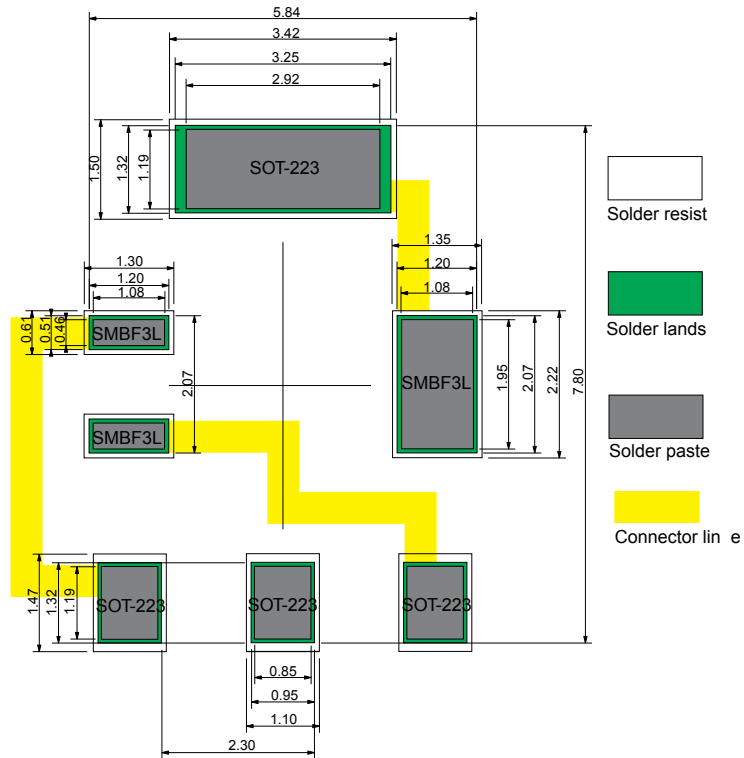 5.84
3.42
3.25
2.92
1.50
1.32
1.19
SOT-223
Solder resist
1.30
1.20
1.08
1.35
1.20
1.08
Solder lands
0.61
0.51
0.46
SMBF3L
2.07
SMBF3L
1.95
2.07
2.22
7.80
SMBF3L
Solder paste
Connector lin e
1.47
1.32
1.19
SOT-223
SOT-223
SOT-223
0.85
0.95
1.10
2.30